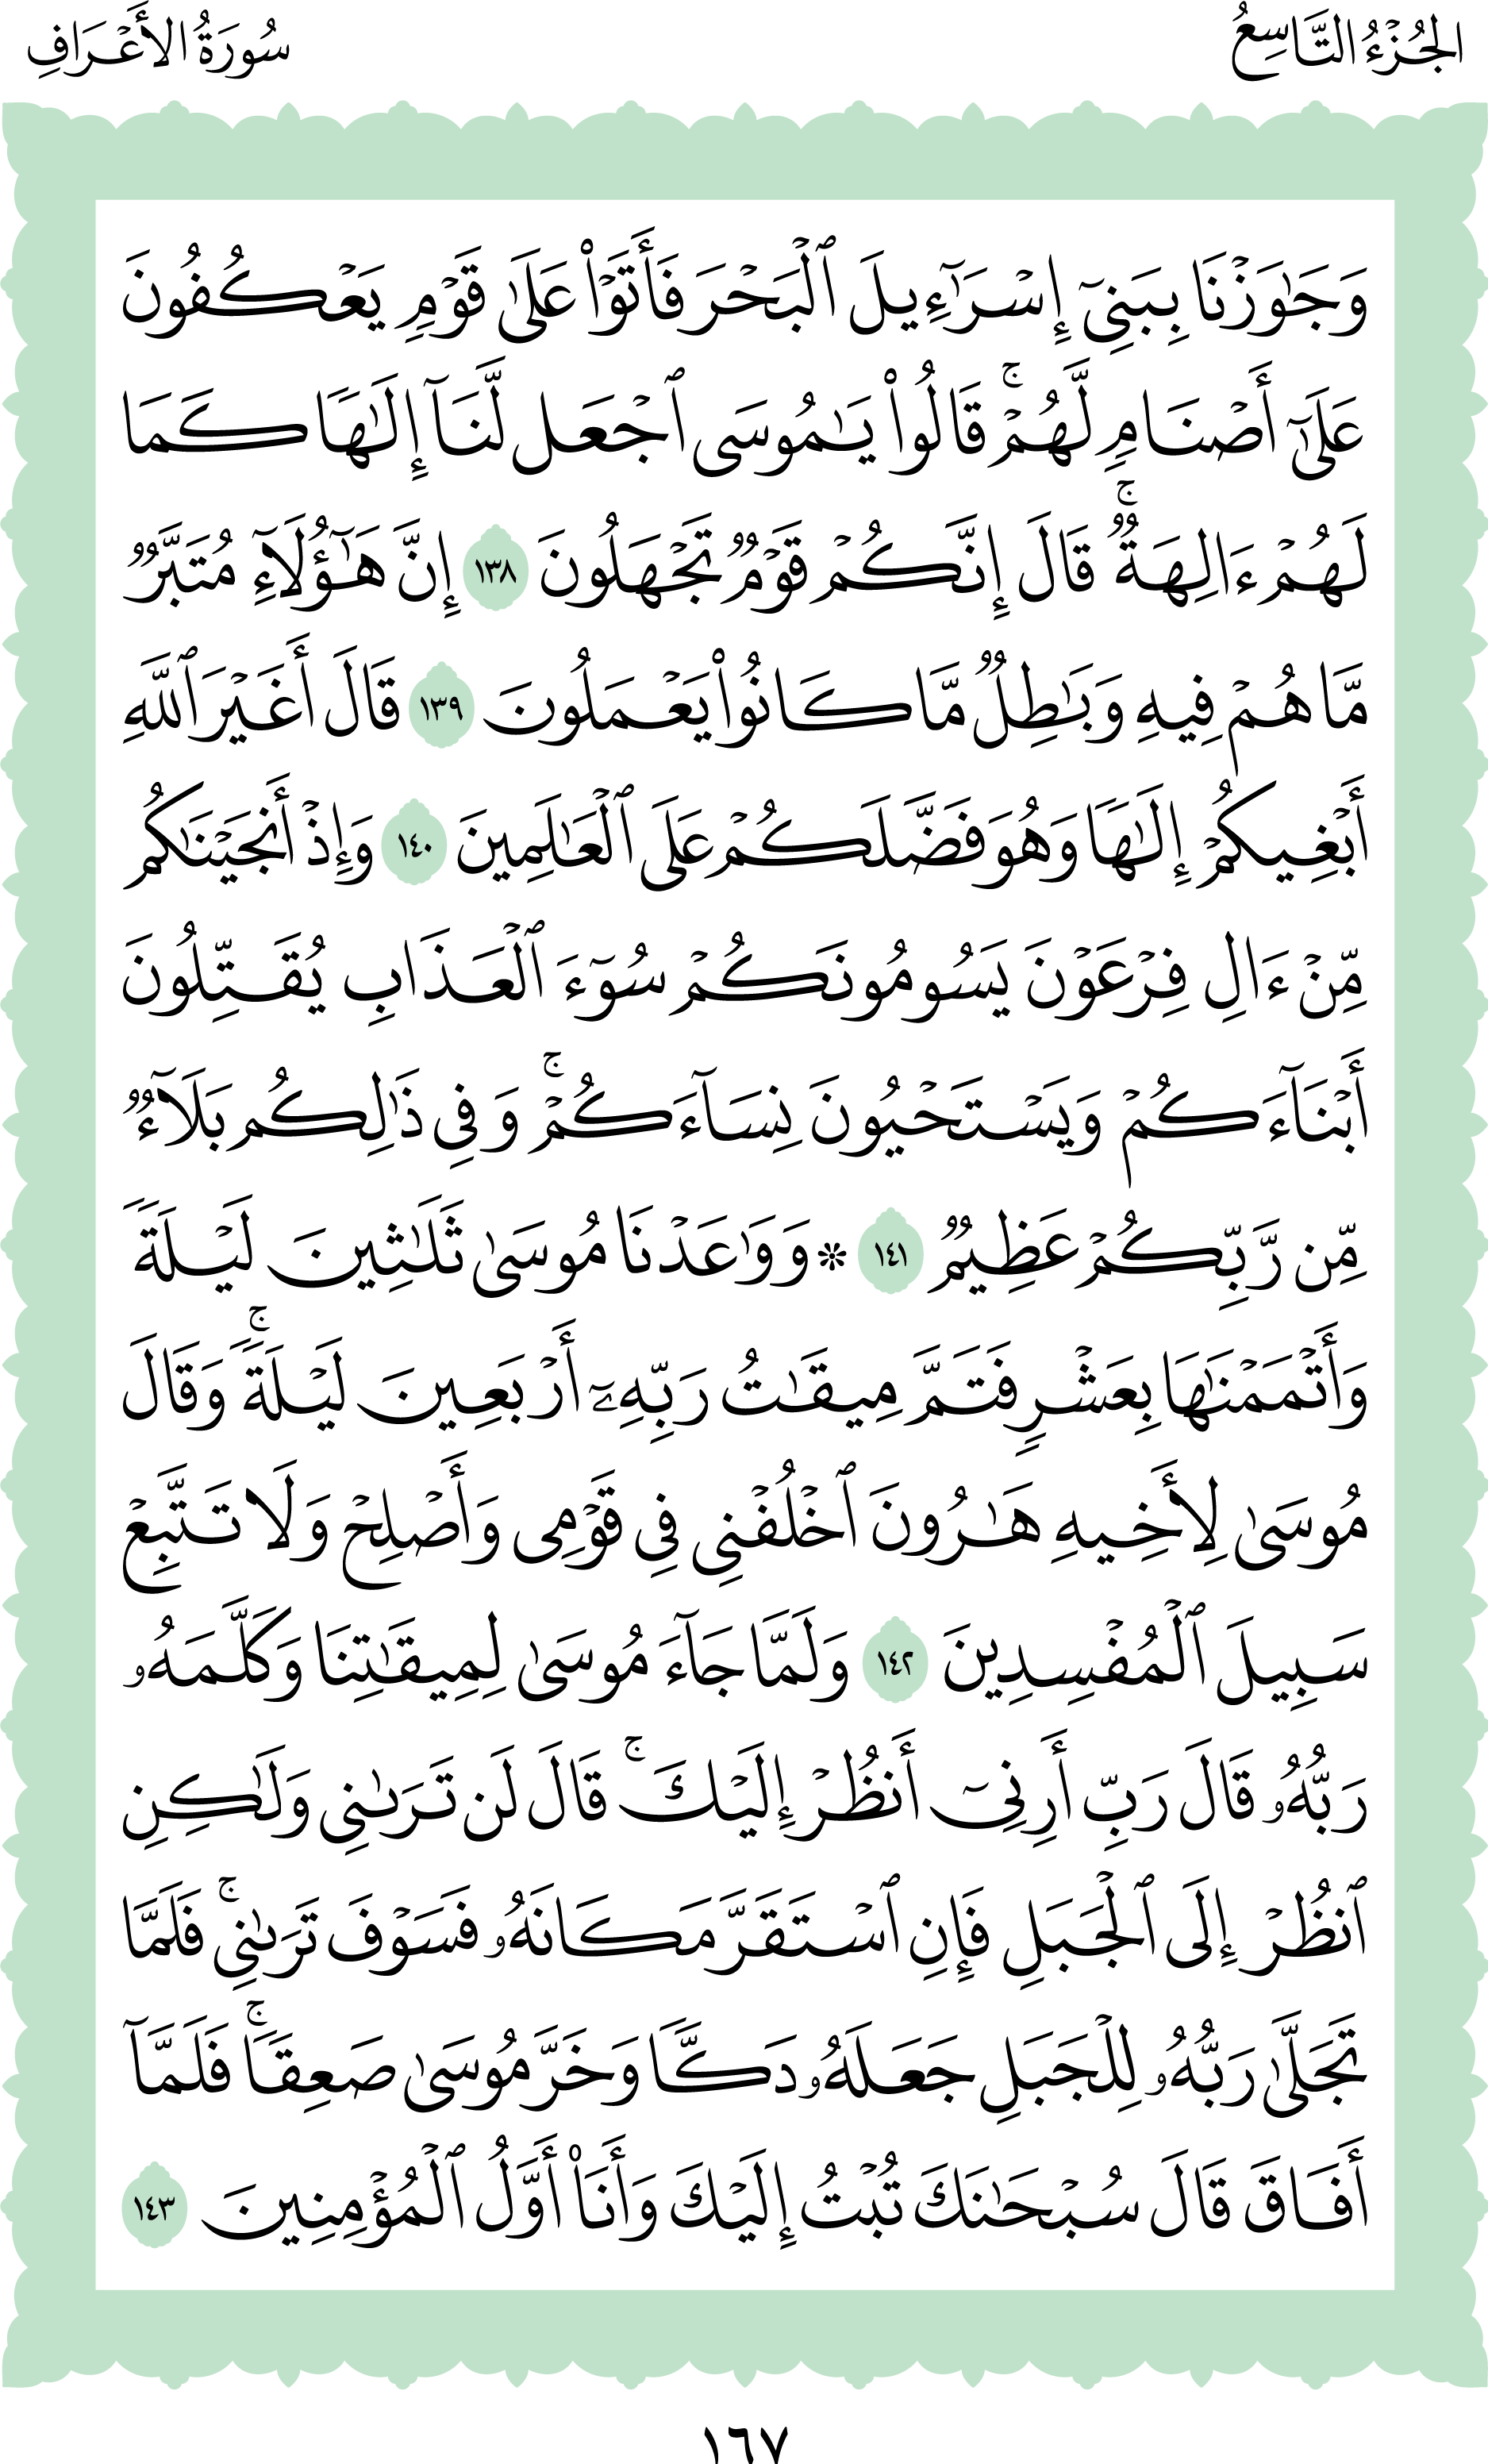 الجُزْءُ التَّاسِعُ
سُورَةُ الأَعْرَافِ
وَجَٰوَزْنَا بِبَنِىٓ إِسْرَٰٓءِيلَ ٱلْبَحْرَ فَأَتَوْا۟ عَلَىٰ قَوْمٍ يَعْكُفُونَ
عَلَىٰٓ أَصْنَامٍ لَّهُمْ ۚ قَالُوا۟ يَٰمُوسَى ٱجْعَل لَّنَآ إِلَٰهًا كَمَا
لَهُمْ ءَالِهَةٌ ۚ قَالَ إِنَّكُمْ قَوْمٌ تَجْهَلُونَ ١٣٨ إِنَّ هَٰٓؤُلَآءِ مُتَبَّرٌ
مَّا هُمْ فِيهِ وَبَٰطِلٌ مَّا كَانُوا۟ يَعْمَلُونَ ١٣٩ قَالَ أَغَيْرَ ٱللَّهِ
أَبْغِيكُمْ إِلَٰهًا وَهُوَ فَضَّلَكُمْ عَلَى ٱلْعَٰلَمِينَ ١٤٠ وَإِذْ أَنجَيْنَٰكُم
مِّنْ ءَالِ فِرْعَوْنَ يَسُومُونَكُمْ سُوٓءَ ٱلْعَذَابِ يُقَتِّلُونَ
أَبْنَآءَكُمْ وَيَسْتَحْيُونَ نِسَآءَكُمْ ۚ وَفِى ذَٰلِكُم بَلَآءٌ
مِّن رَّبِّكُمْ عَظِيمٌ ١٤١ ۞ وَوَٰعَدْنَا مُوسَىٰ ثَلَٰثِينَ لَيْلَةً
وَأَتْمَمْنَٰهَا بِعَشْرٍ فَتَمَّ مِيقَٰتُ رَبِّهِۦٓ أَرْبَعِينَ لَيْلَةً ۚ وَقَالَ
مُوسَىٰ لِأَخِيهِ هَٰرُونَ ٱخْلُفْنِى فِى قَوْمِى وَأَصْلِحْ وَلَا تَتَّبِعْ
سَبِيلَ ٱلْمُفْسِدِينَ ١٤٢ وَلَمَّا جَآءَ مُوسَىٰ لِمِيقَٰتِنَا وَكَلَّمَهُۥ
رَبُّهُۥ قَالَ رَبِّ أَرِنِىٓ أَنظُرْ إِلَيْكَ ۚ قَالَ لَن تَرَىٰنِى وَلَٰكِنِ
ٱنظُرْ إِلَى ٱلْجَبَلِ فَإِنِ ٱسْتَقَرَّ مَكَانَهُۥ فَسَوْفَ تَرَىٰنِى ۚ فَلَمَّا
تَجَلَّىٰ رَبُّهُۥ لِلْجَبَلِ جَعَلَهُۥ دَكًّا وَخَرَّ مُوسَىٰ صَعِقًا ۚ فَلَمَّآ
أَفَاقَ قَالَ سُبْحَٰنَكَ تُبْتُ إِلَيْكَ وَأَنَا۠ أَوَّلُ ٱلْمُؤْمِنِينَ ١٤٣
١٦٧